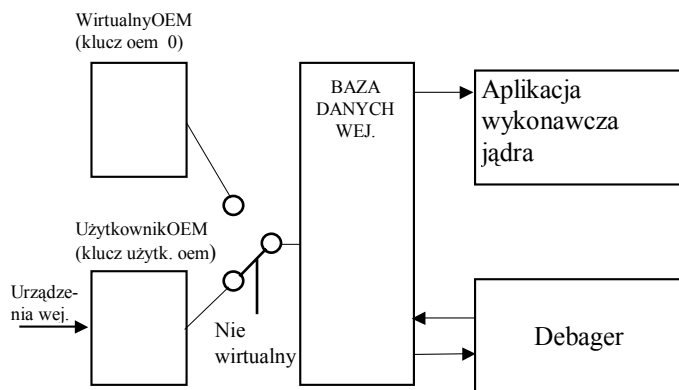 WirtualnyOEM
(klucz oem  0)
BAZA
DANYCH
WEJ.
Aplikacja
wykonawcza
jądra
UżytkownikOEM
(klucz użytk. oem)
Urządze-
nia wej.
Nie
wirtualny
Debager